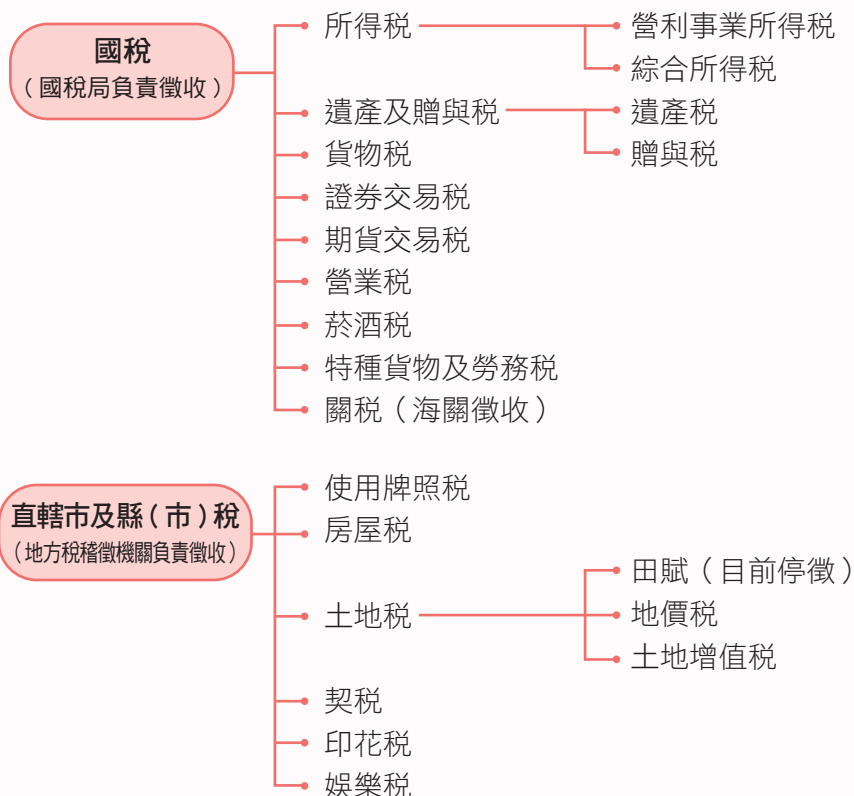 國稅
（國稅局負責徵收）
所得稅
營利事業所得稅
綜合所得稅
遺產及贈與稅
遺產稅
贈與稅
貨物稅
證券交易稅
期貨交易稅
營業稅
菸酒稅
特種貨物及勞務稅
關稅（海關徵收）
直轄市及縣（市）稅
（地方稅稽徵機關負責徵收）
使用牌照稅
房屋稅
土地稅
田賦（目前停徵）
地價稅
土地增值稅
契稅
印花稅
娛樂稅